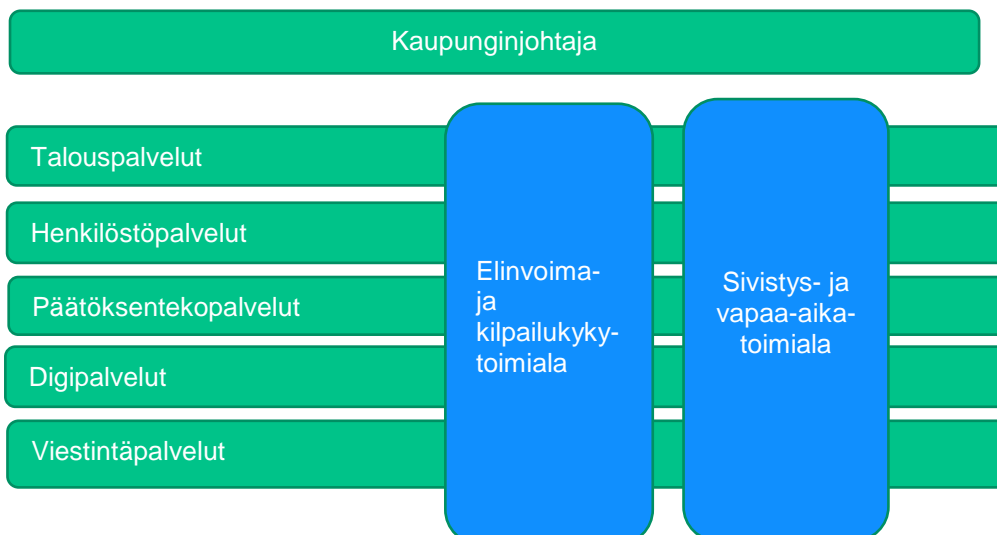 Kaupunginjohtaja
Talouspalvelut
Henkilöstöpalvelut
Päätöksentekopalvelut
Digipalvelut
Viestintäpalvelut
Elinvoima-
ja
kilpailukyky-
toimiala
Sivistys- ja
vapaa-aika-
toimiala